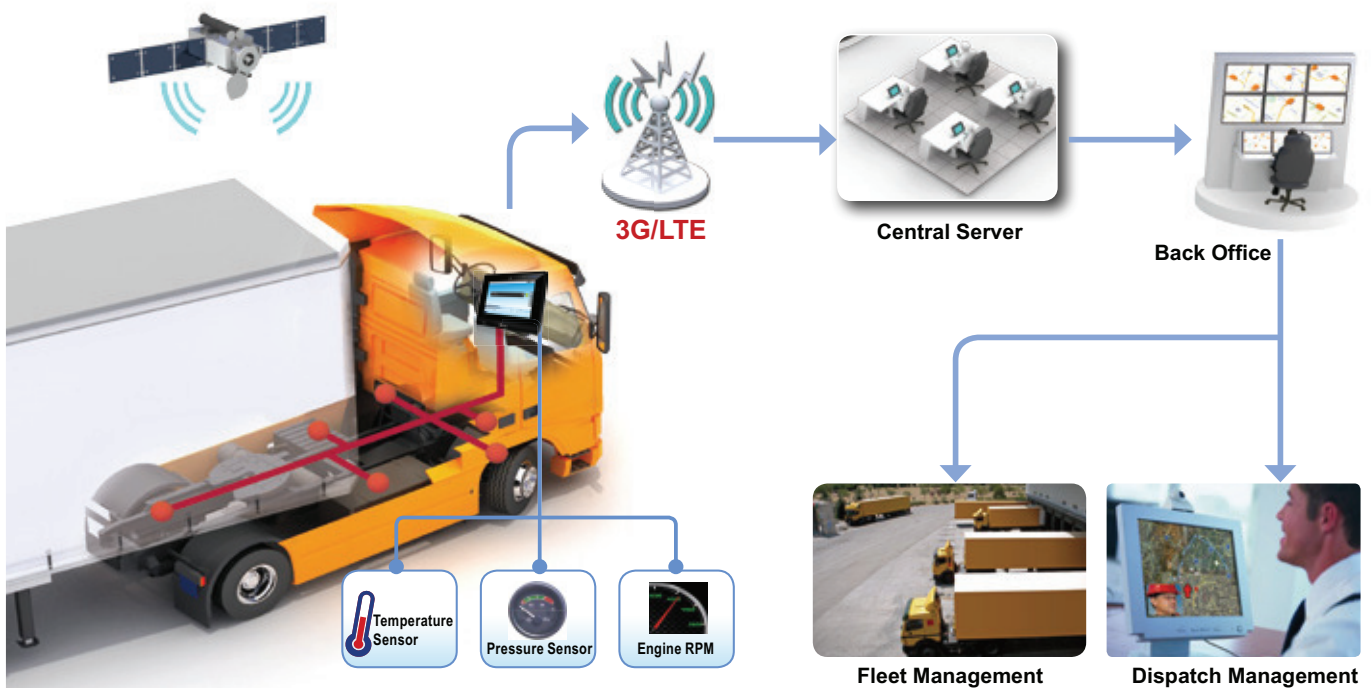 3G/LTE
Central Server
Back Office
Temperature
Sensor
Pressure Sensor
Engine RPM
Fleet Management
Dispatch Management